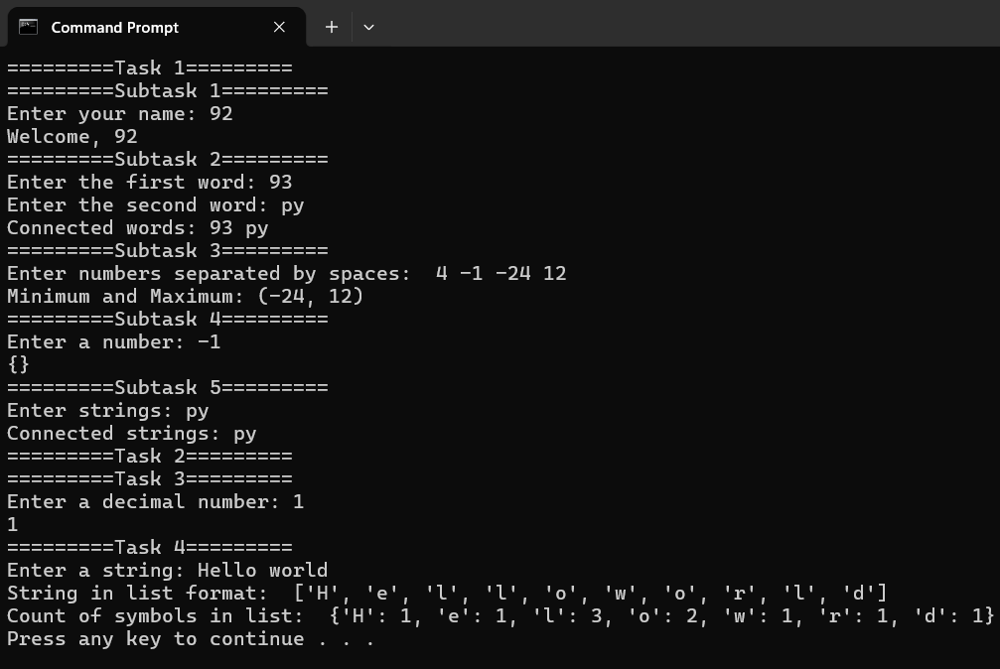 Command Prompt
=========Task 1=========
=========Subtask 1=========
Enter your name: 92
Welcome, 92
=========Subtask 2=========
Enter the first word: 93
Enter the second word: py
Connected words: 93 py
=========Subtask 3=========
Enter numbers separated by spaces:  4 -1 -24 12
Minimum and Maximum: (-24, 12)
=========Subtask 4=========
Enter a number: -1
{}
=========Subtask 5=========
Enter strings: py
Connected strings: py
=========Task 2=========
=========Task 3=========
Enter a decimal number: 1
1
=========Task 4=========
Enter a string: Hello world
String in list format:  ['H', 'e', 'l', 'l', 'o', 'w', 'o', 'r', 'l', 'd']
Count of symbols in list:  {'H': 1, 'e': 1, 'l': 3, 'o': 2, 'w': 1, 'r': 1, 'd': 1}
Press any key to continue . . .